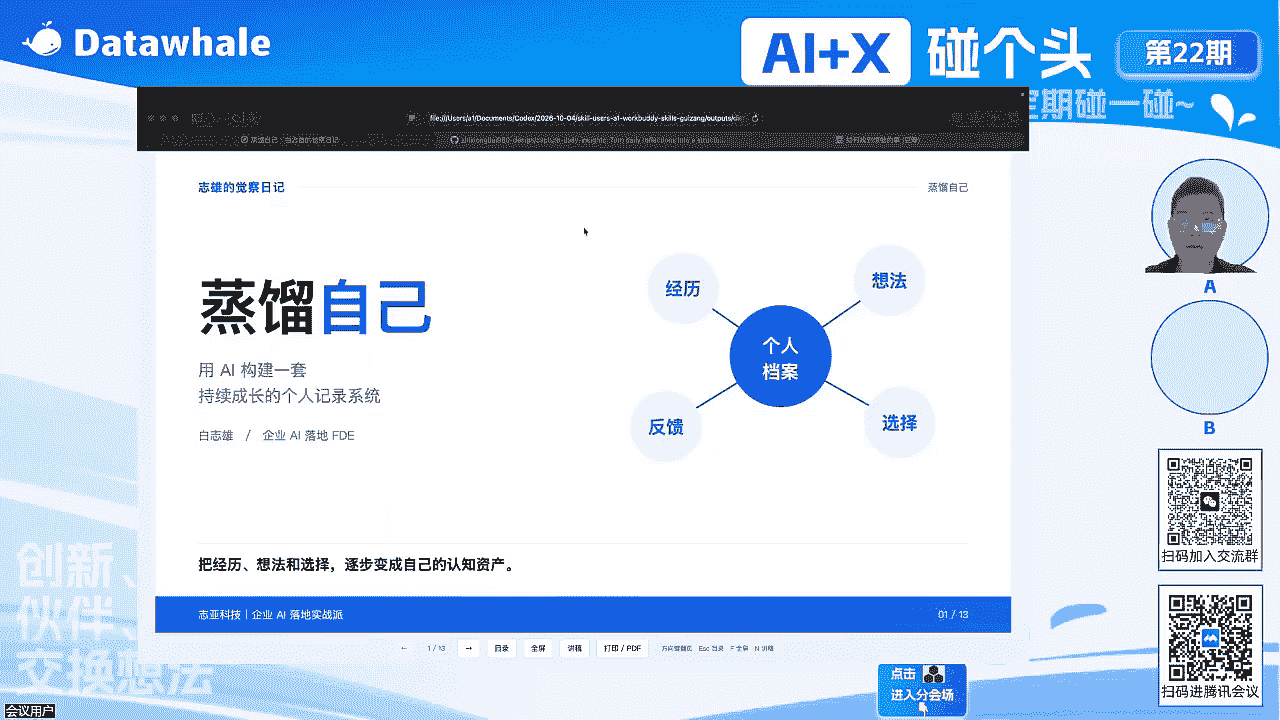 Datawhale
AI+X 碰个头 第22期
定期碰一碰~
志雄的觉察日记
蒸馏自己
蒸馏自己
用 AI 构建一套
持续成长的个人记录系统
白志雄 / 企业 AI 落地 FDE
经历
想法
个人
档案
反馈
选择
把经历、想法和选择，逐步变成自己的认知资产。
志亚科技 | 企业 AI 落地实战派
01 / 13
← 1 / 13 → 目录 全屏 讲稿 打印 / PDF
A
B
扫码加入交流群
扫码进腾讯会议
点击
进入分会场
创新、
伙伴、
交换想法
会议用户